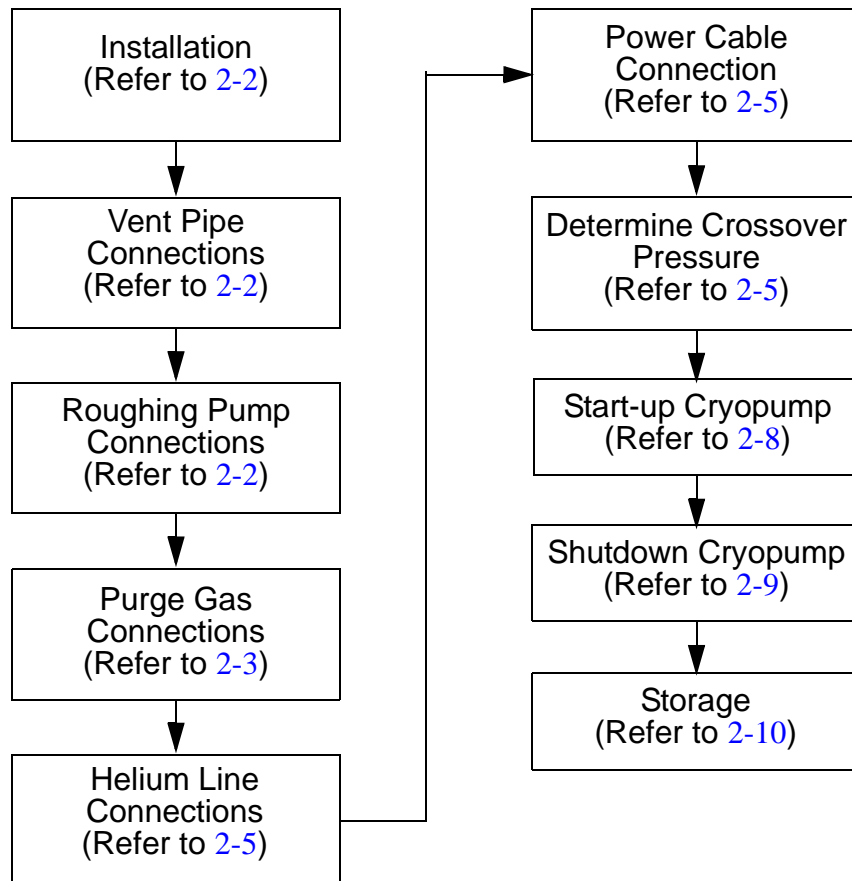 Installation
(Refer to 2-2)
Vent Pipe
Connections
(Refer to 2-2)
Roughing Pump
Connections
(Refer to 2-2)
Purge Gas
Connections
(Refer to 2-3)
Helium Line
Connections
(Refer to 2-5)
Power Cable
Connection
(Refer to 2-5)
Determine Crossover
Pressure
(Refer to 2-5)
Start-up Cryopump
(Refer to 2-8)
Shutdown Cryopump
(Refer to 2-9)
Storage
(Refer to 2-10)